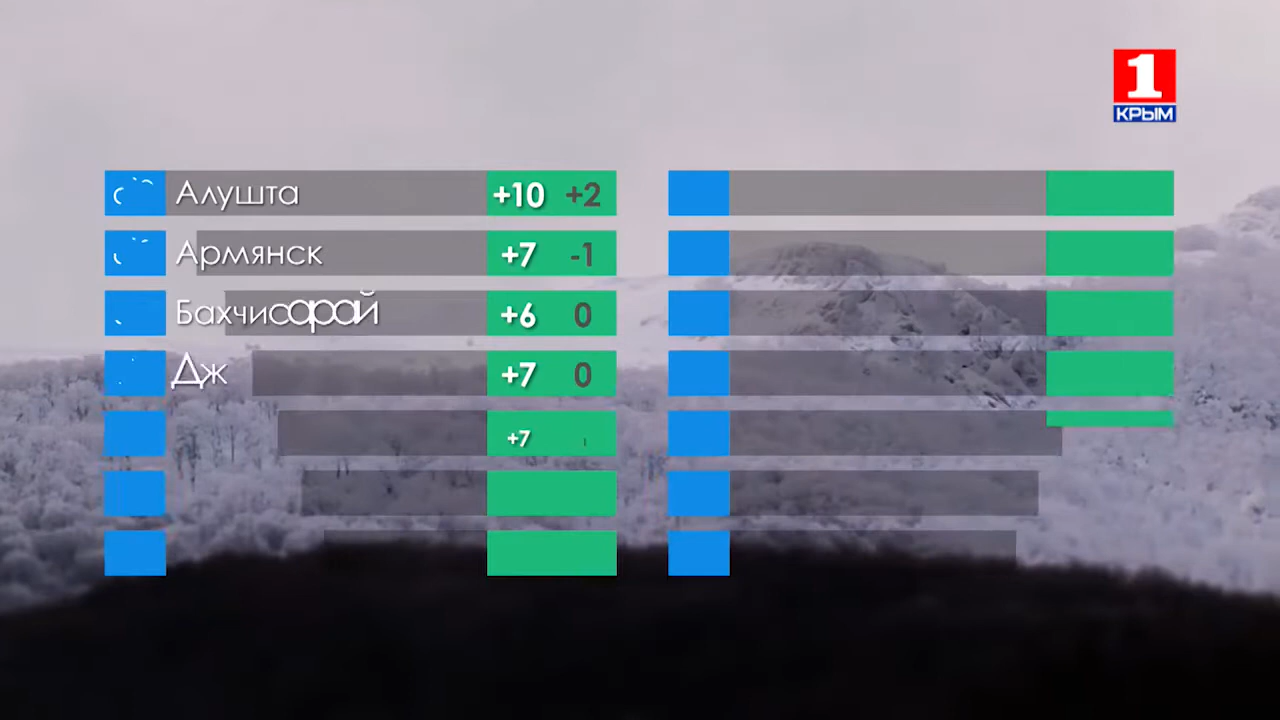 1
КРЫМ
Алушта +10 +2
Армянск +7 -1
Бахчисарай +6 0
Дж +7 0
+7